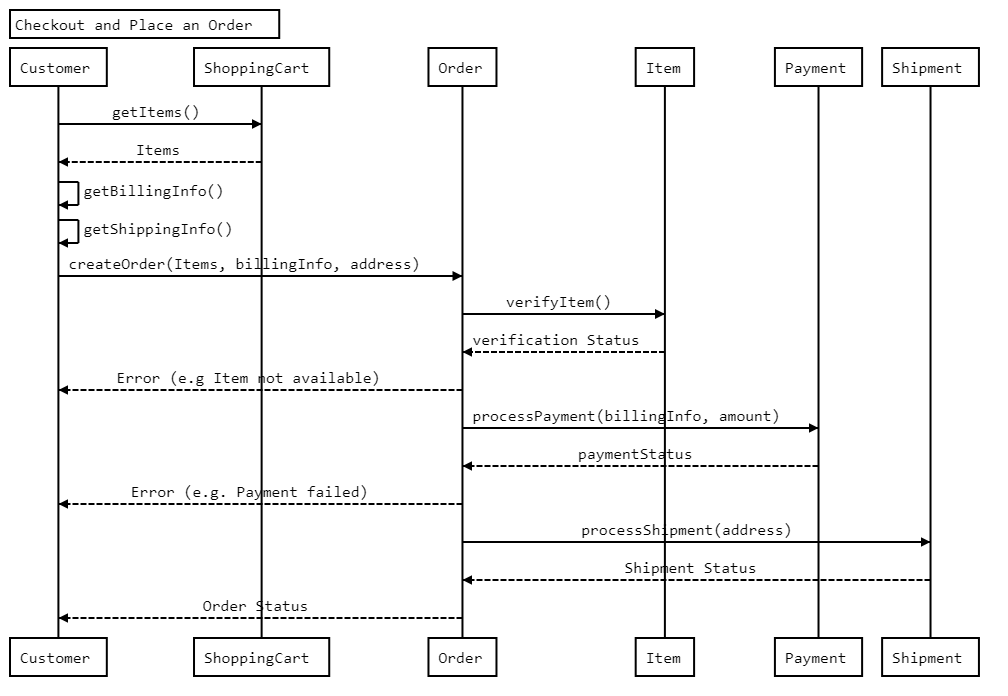 Checkout and Place an Order
Customer ShoppingCart Order Item Payment Shipment
getItems()
Items
getBillingInfo()
getShippingInfo()
createOrder(Items, billingInfo, address)
verifyItem()
verification Status
Error (e.g Item not available)
processPayment(billingInfo, amount)
paymentStatus
Error (e.g. Payment failed)
processShipment(address)
Shipment Status
Order Status
Customer ShoppingCart Order Item Payment Shipment